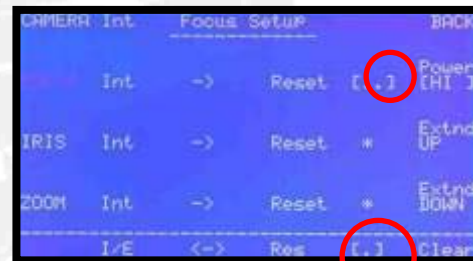 CAMERA Int Focus Setup BACK
Int -> Reset [..] Power [HI ]
IRIS Int -> Reset * Extnd UP
ZOOM Int -> Reset * Extnd DOWN
I/E <-> Res [.] Clear